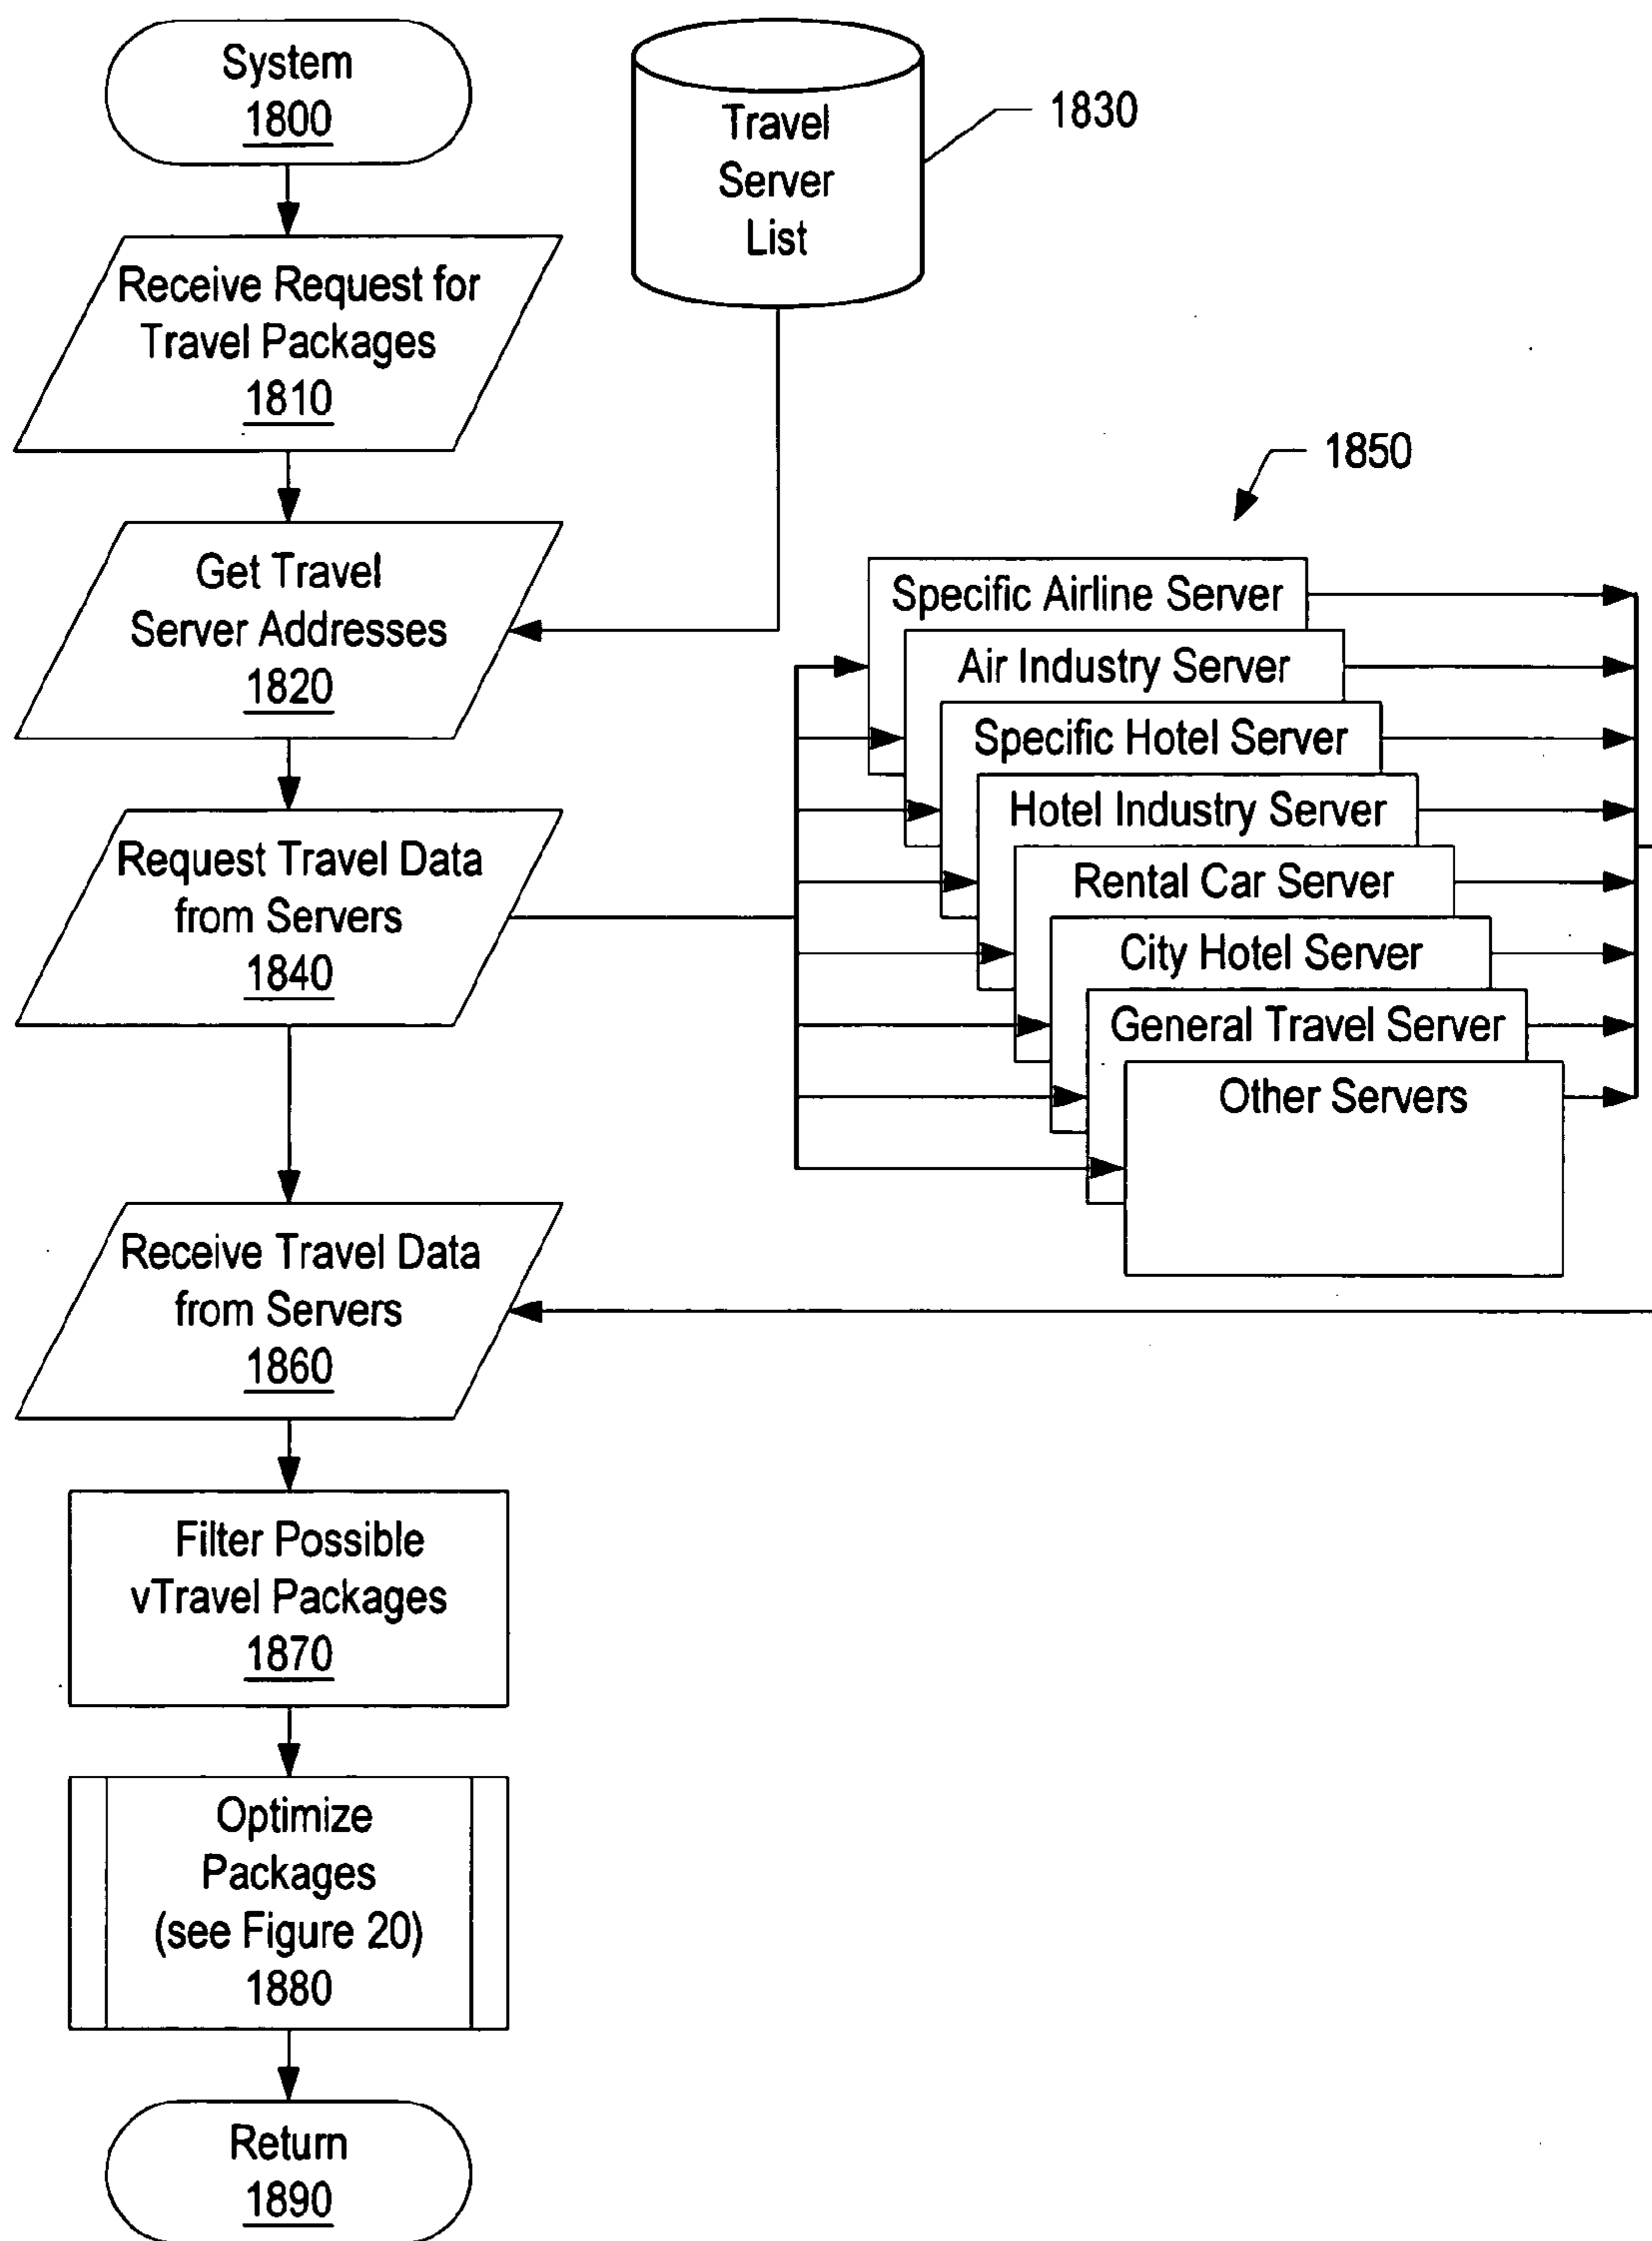 System
1800
Travel
Server
List
1830
Receive Request for
Travel Packages
1810
Get Travel
Server Addresses
1820
1850
Specific Airline Server
Air Industry Server
Specific Hotel Server
Hotel Industry Server
Rental Car Server
City Hotel Server
General Travel Server
Other Servers
Request Travel Data
from Servers
1840
Receive Travel Data
from Servers
1860
Filter Possible
vTravel Packages
1870
Optimize
Packages
(see Figure 20)
1880
Return
1890